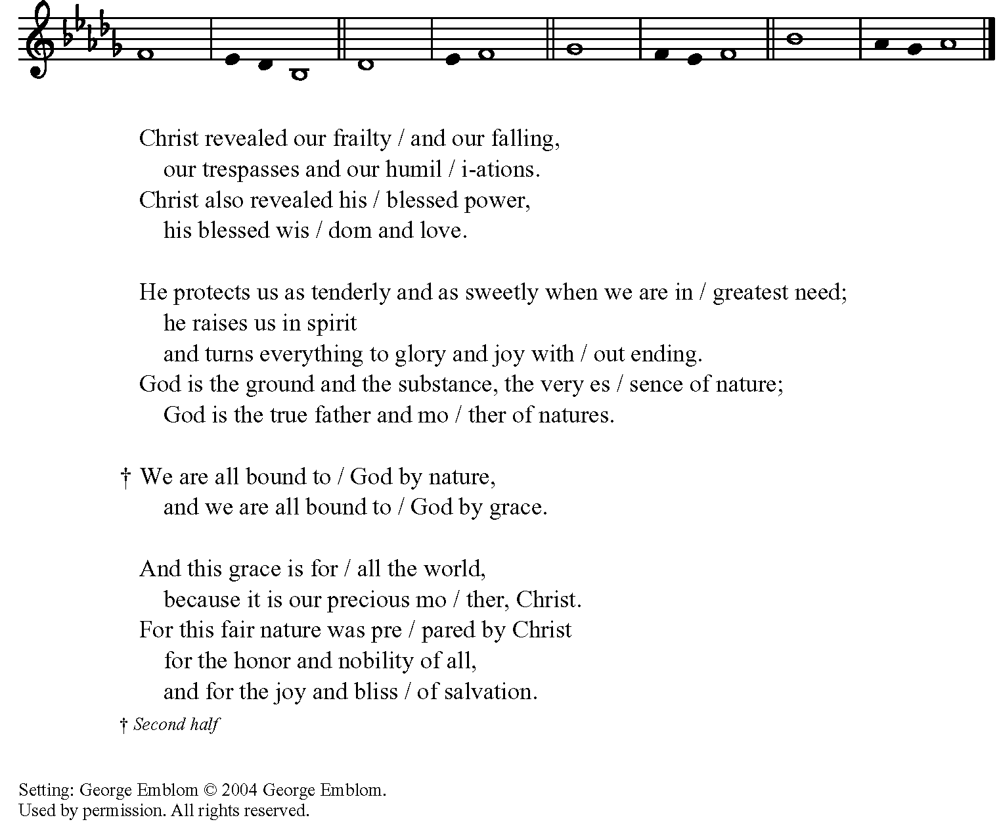 Christ revealed our frailty / and our falling,
our trespasses and our humil / i-ations.
Christ also revealed his / blessed power,
his blessed wis / dom and love.
He protects us as tenderly and as sweetly when we are in / greatest need;
he raises us in spirit
and turns everything to glory and joy with / out ending.
God is the ground and the substance, the very es / sence of nature;
God is the true father and mo / ther of natures.
† We are all bound to / God by nature,
and we are all bound to / God by grace.
And this grace is for / all the world,
because it is our precious mo / ther, Christ.
For this fair nature was pre / pared by Christ
for the honor and nobility of all,
and for the joy and bliss / of salvation.
† Second half
Setting: George Emblom © 2004 George Emblom.
Used by permission. All rights reserved.